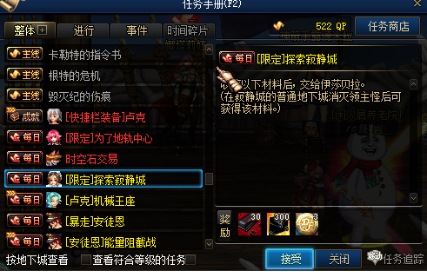 任务手册(F2)
整体 进行 事件 时间碎片
522 QP 任务商店
主线 卡勒特的指令书
主线 根特的危机
主线 毁灭纪的伤痕
成就 [快捷栏装备]卢克
每日 [限定]为了地轨中心
每日 时空石交易
每日 [限定]探索寂静城
每日 [卢克]机械王座
每日 [暴走]安徒恩
每日 [安徒恩]能量阻截战
按地下城查看 查看符合等级的任务
每日 [限定]探索寂静城
以下材料后,交给伊莎贝拉。
(在寂静城的普通地下城消灭领主怪后可
获得该材料。)
奖励
30 300
接受 关闭
任务追踪